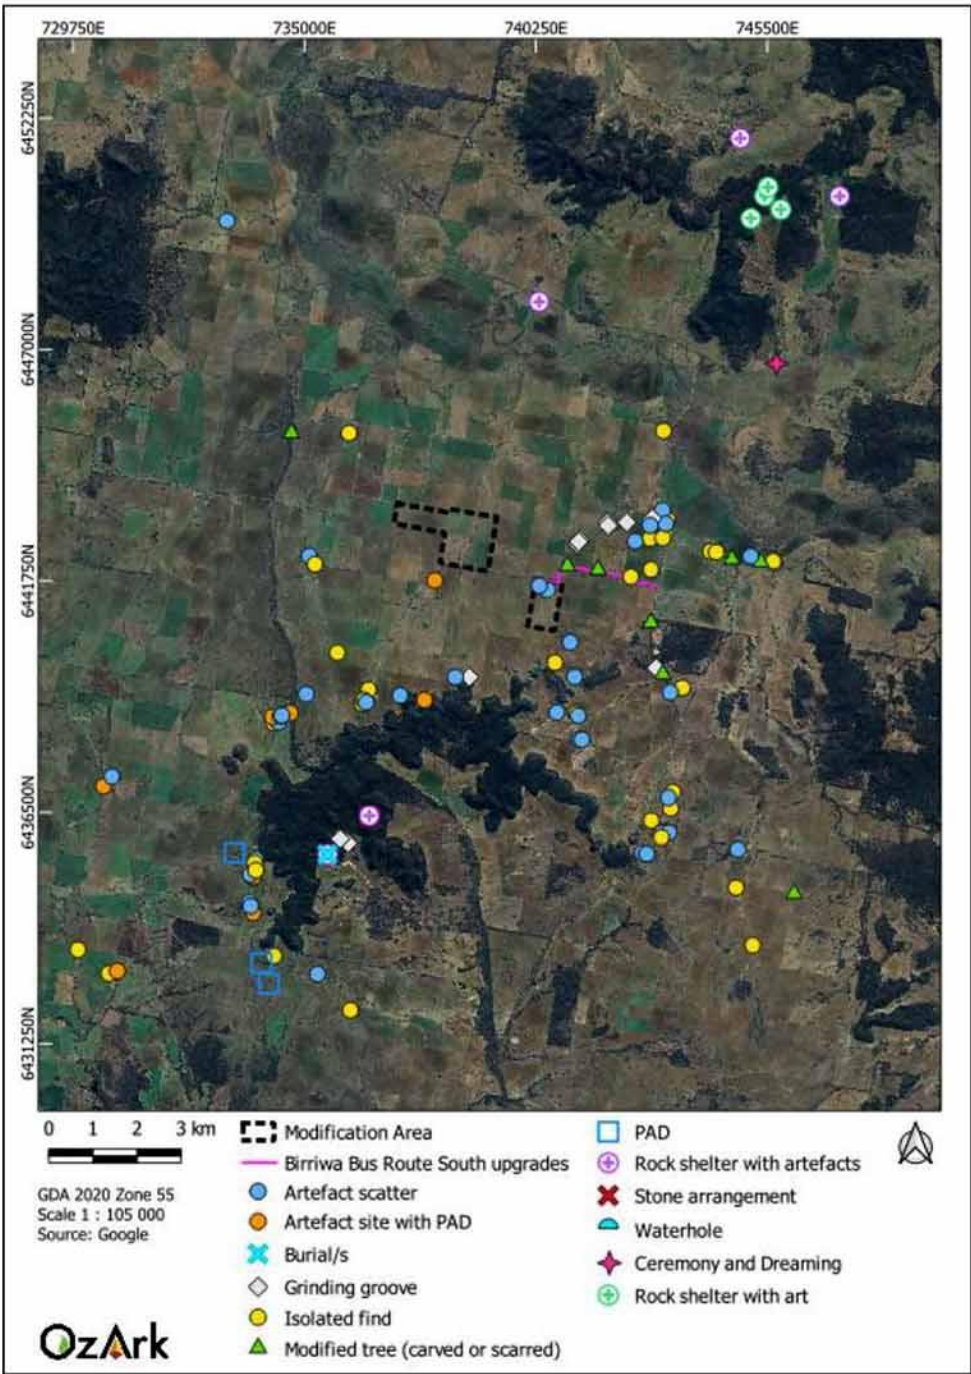 729750E 735000E 740250E 745500E
6452250N
6447000N
6441750N
6436500N
6431250N
0 1 2 3 km
GDA 2020 Zone 55
Scale 1 : 105 000
Source: Google
OzArk
Modification Area
Birriwa Bus Route South upgrades
Artefact scatter
Artefact site with PAD
Burial/s
Grinding groove
Isolated find
Modified tree (carved or scarred)
PAD
Rock shelter with artefacts
Stone arrangement
Waterhole
Ceremony and Dreaming
Rock shelter with art